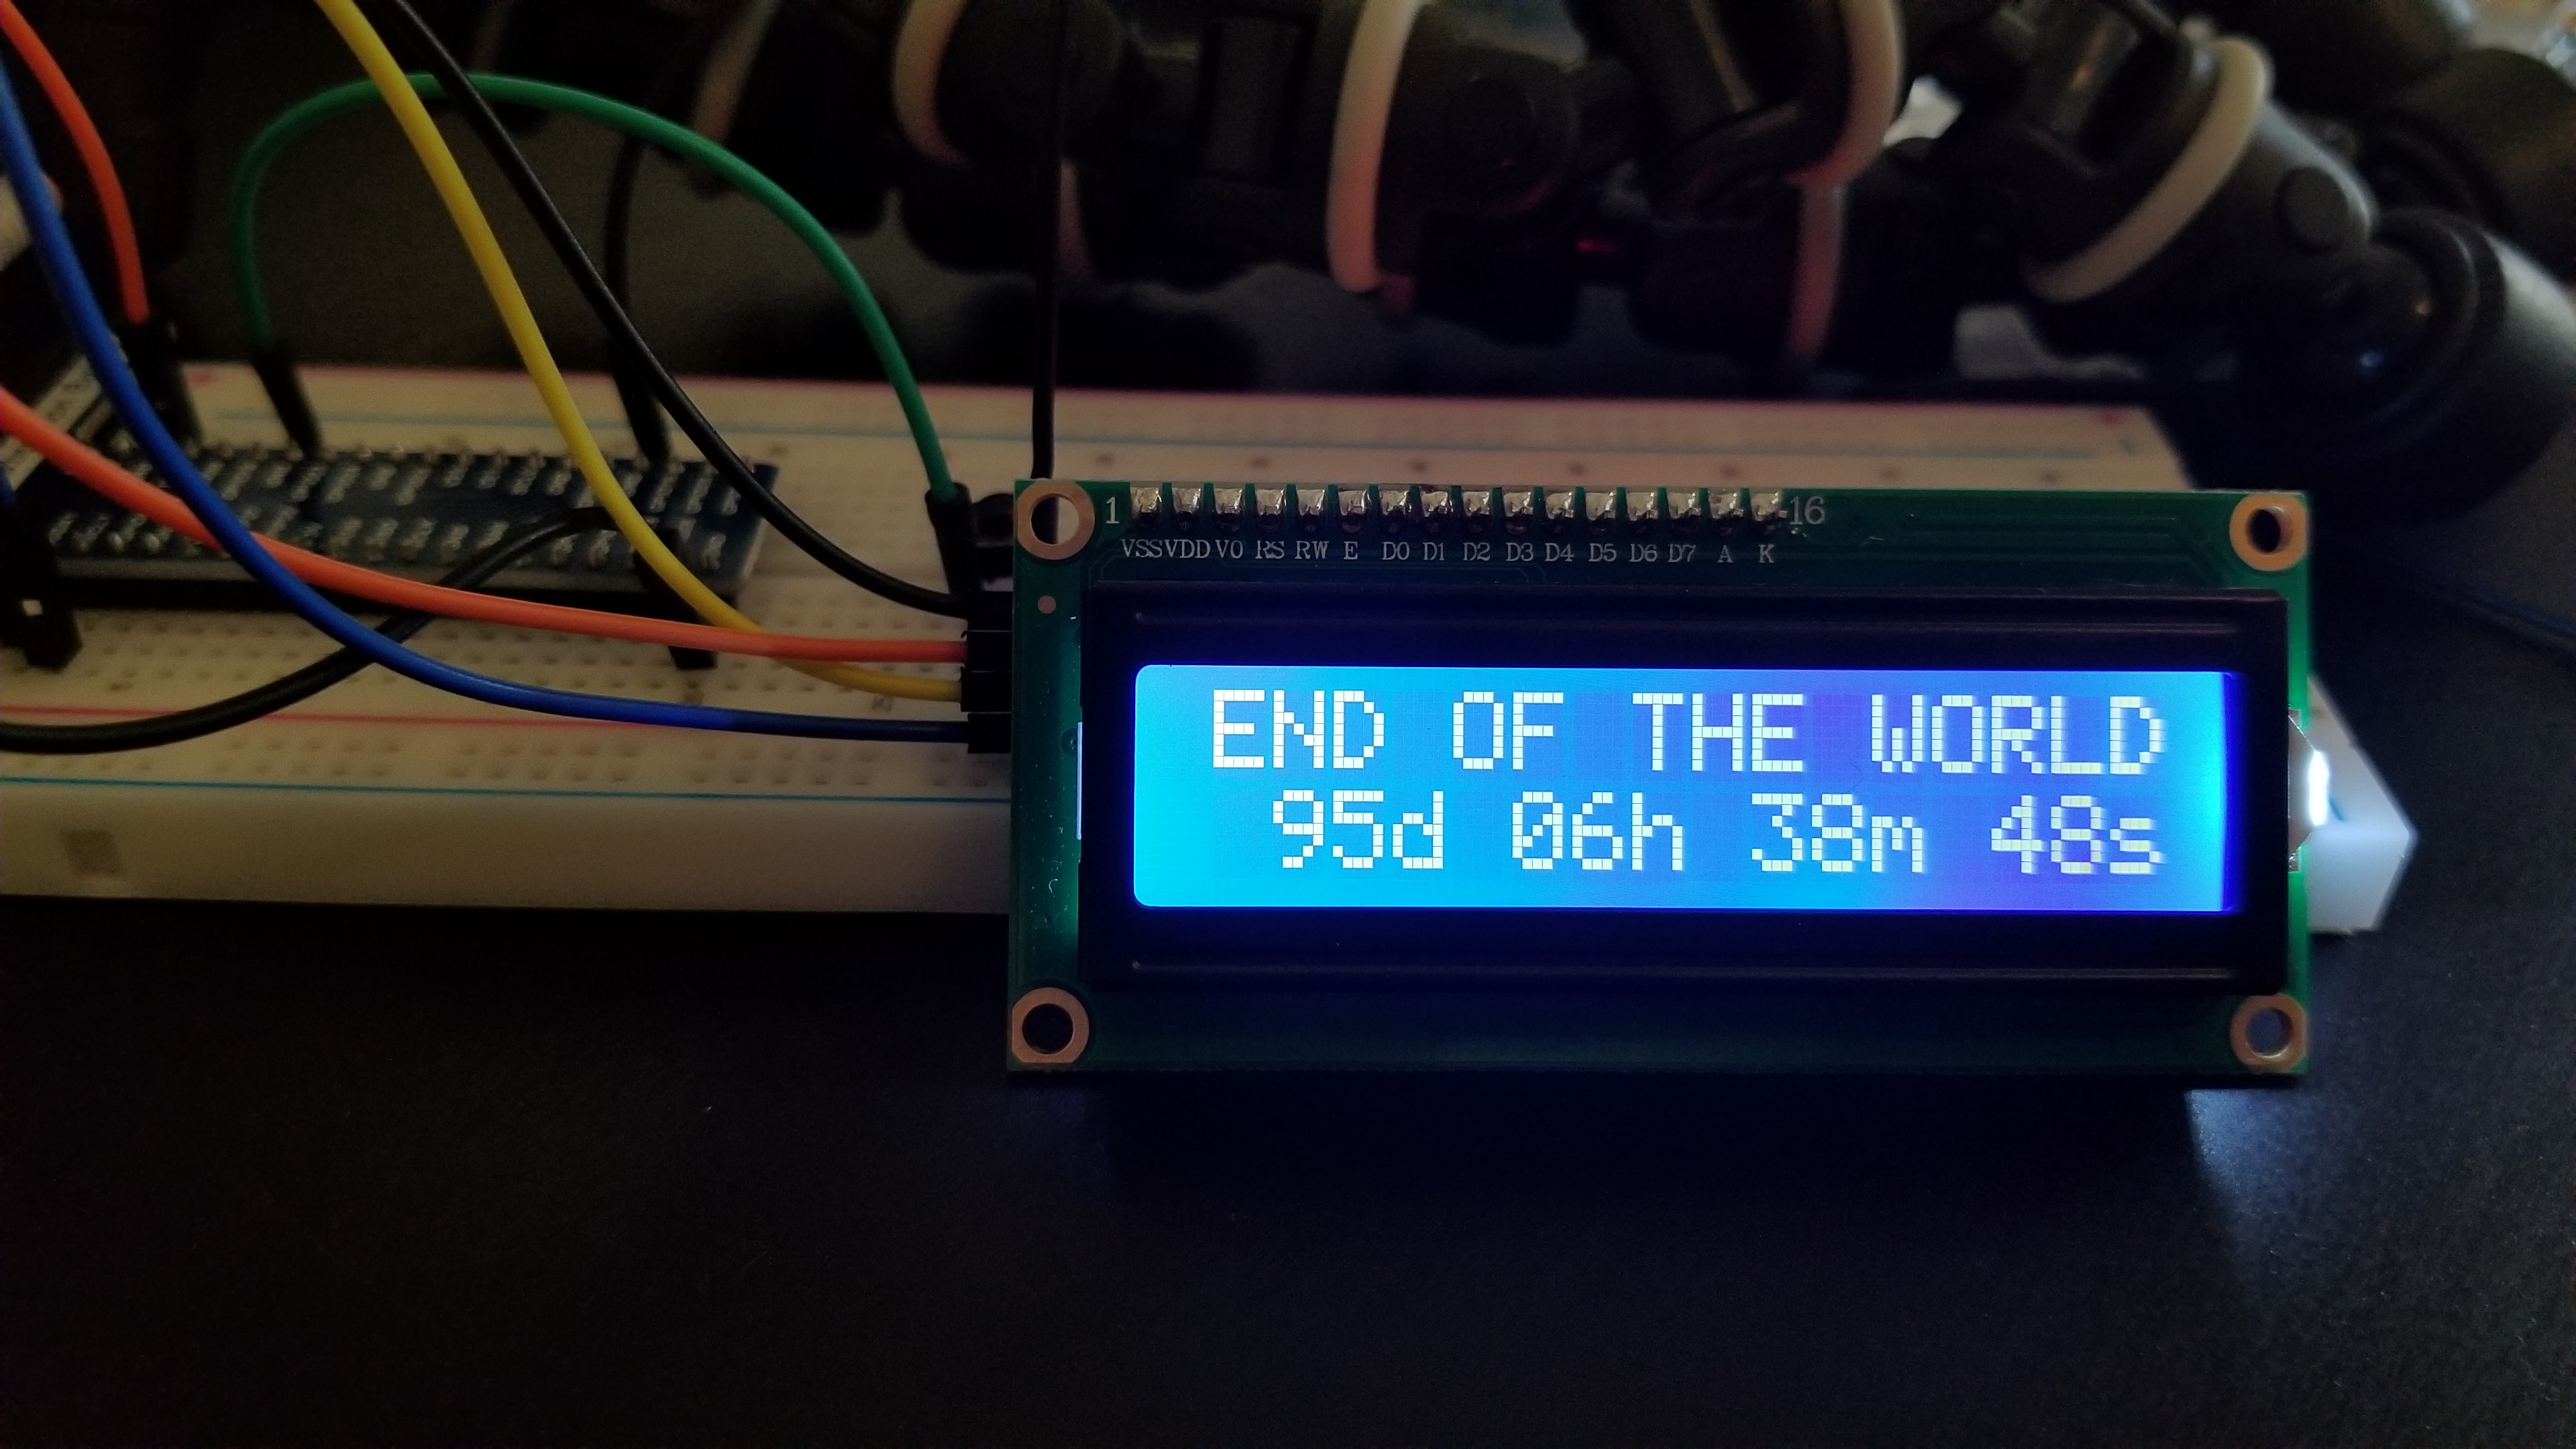 1 16
VSS VDD V0 RS RW E D0 D1 D2 D3 D4 D5 D6 D7 A K
END OF THE WORLD
95d 06h 38m 48s